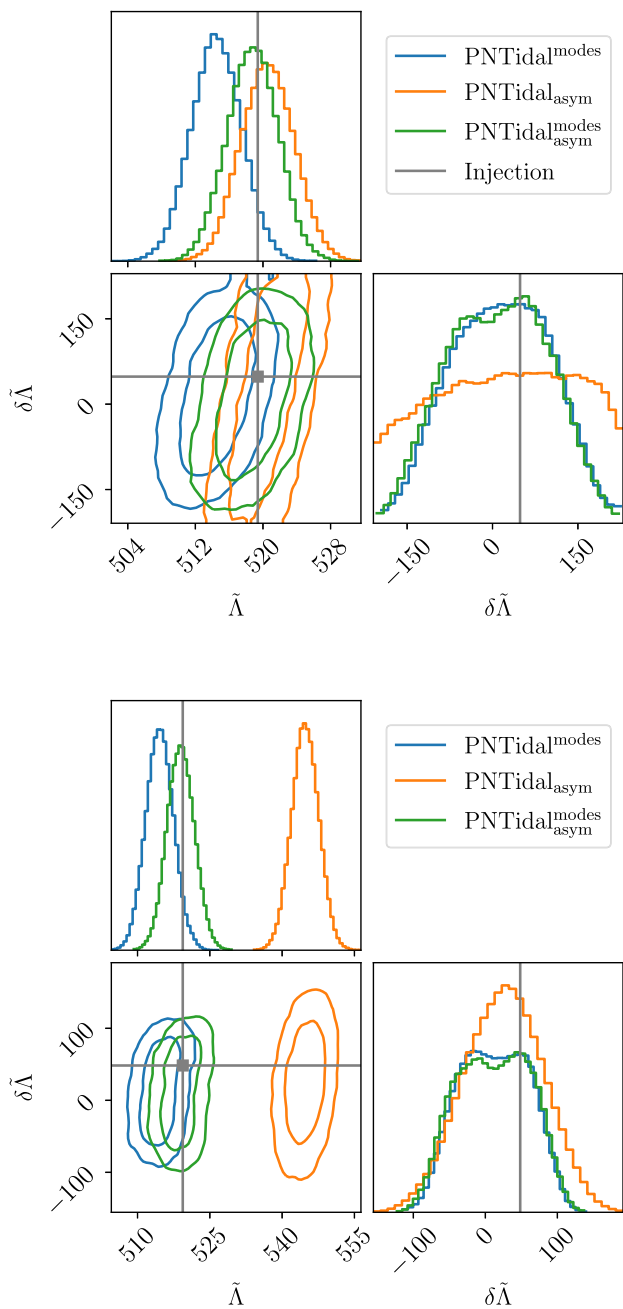 PNTidal^modes
PNTidal_asym
PNTidal^modes_asym
Injection
δΛ̃
150
0
−150
504
512
520
528
Λ̃
−150
0
150
δΛ̃
PNTidal^modes
PNTidal_asym
PNTidal^modes_asym
δΛ̃
100
0
−100
510
525
540
555
Λ̃
−100
0
100
δΛ̃